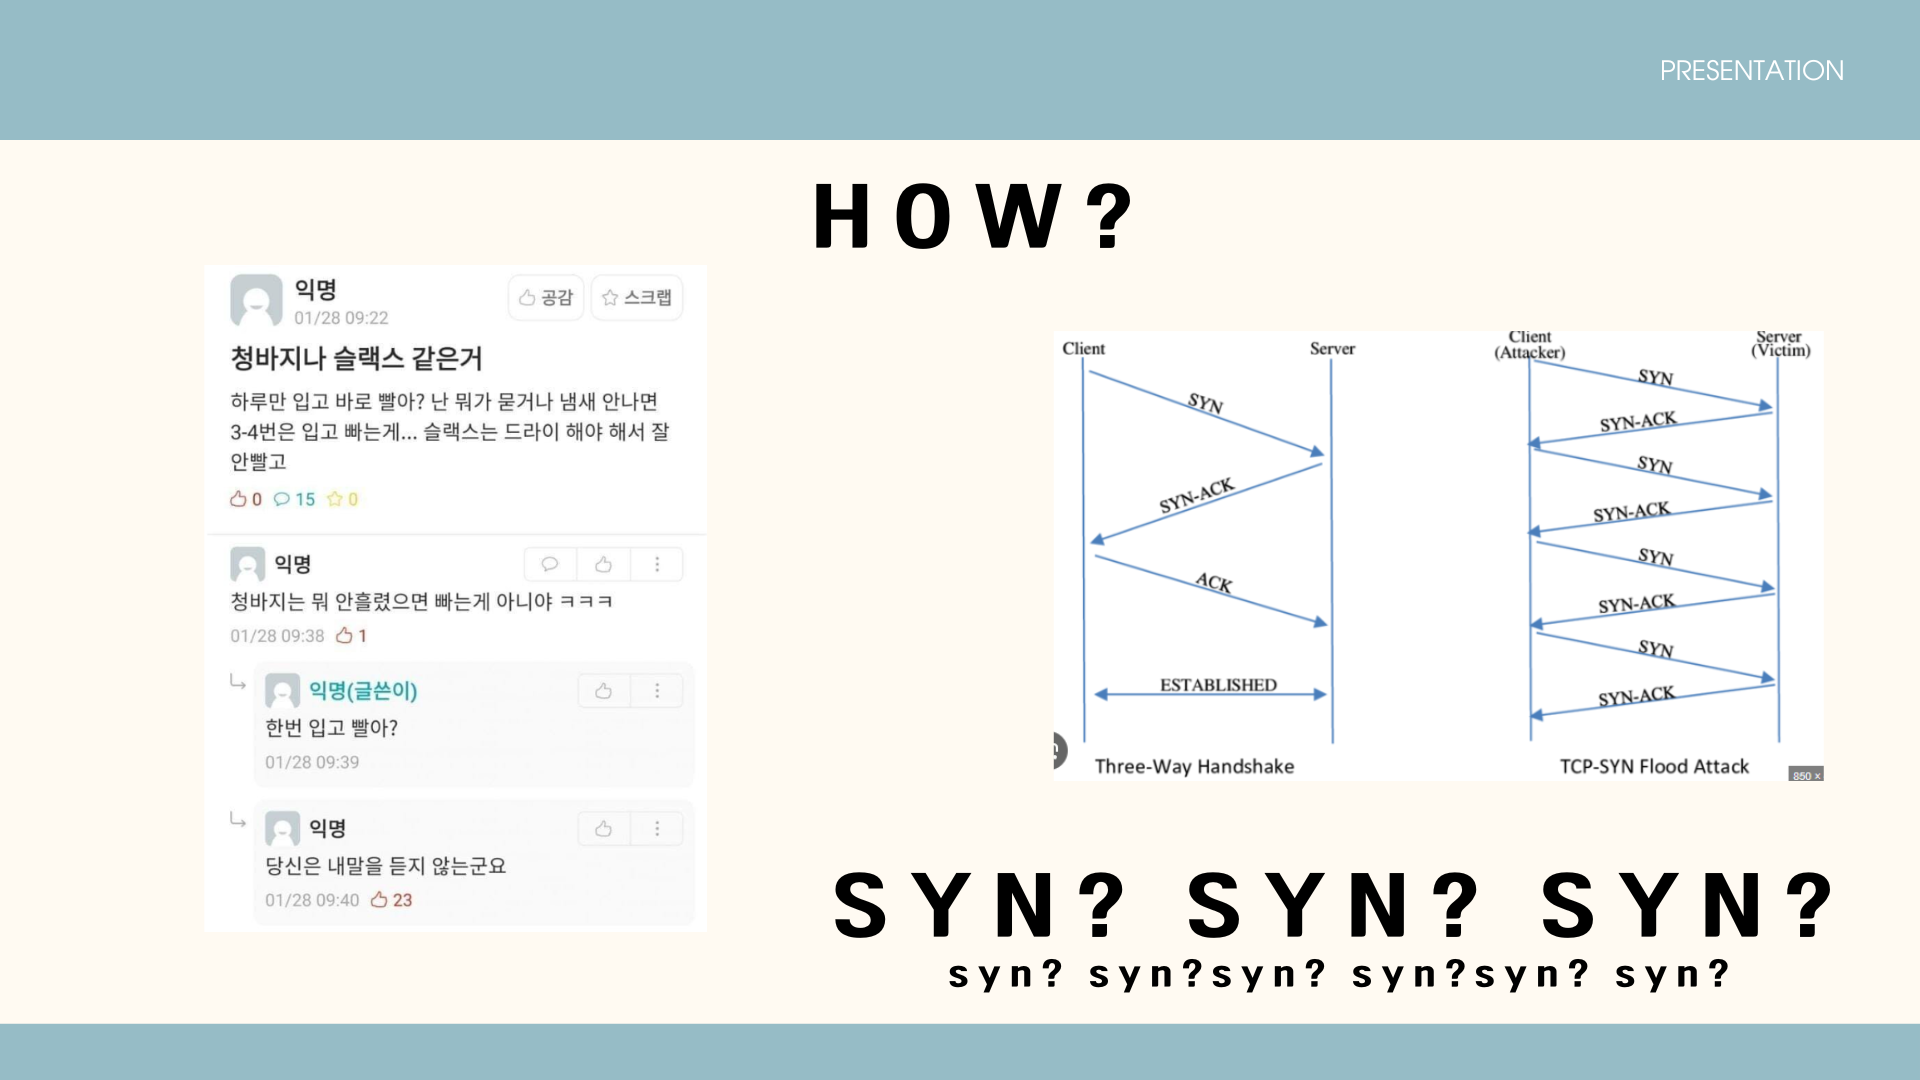 PRESENTATION
HOW?
익명
01/28 09:22
공감
스크랩
청바지나 슬랙스 같은거
하루만 입고 바로 빨아? 난 뭐가 묻거나 냄새 안나면
3-4번은 입고 빠는게... 슬랙스는 드라이 해야 해서 잘
안빨고
0 15 0
익명
청바지는 뭐 안흘렸으면 빠는게 아니야 ㅋㅋㅋ
01/28 09:38 1
익명(글쓴이)
한번 입고 빨아?
01/28 09:39
익명
당신은 내말을 듣지 않는군요
01/28 09:40 23
Client
Server
SYN
SYN-ACK
ACK
ESTABLISHED
Three-Way Handshake
Client
(Attacker)
Server
(Victim)
SYN
SYN-ACK
SYN
SYN-ACK
SYN
SYN-ACK
SYN
SYN-ACK
TCP-SYN Flood Attack
850 ×
SYN? SYN? SYN?
syn? syn?syn? syn?syn? syn?